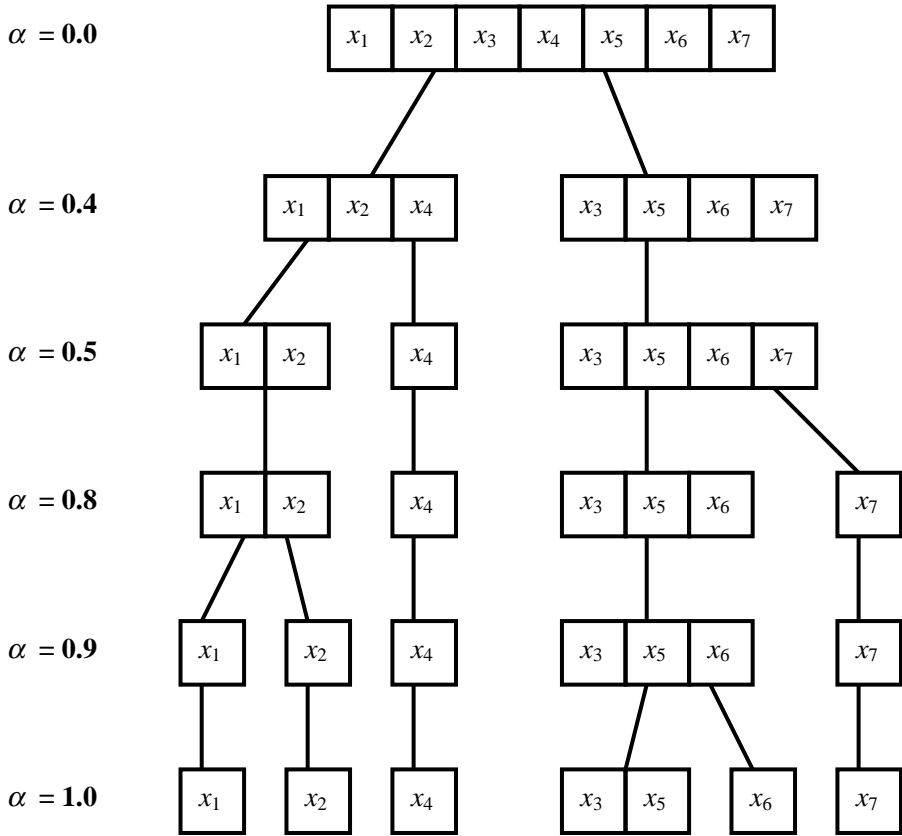 α = 0.0 x₁ x₂ x₃ x₄ x₅ x₆ x₇
α = 0.4 x₁ x₂ x₄ x₃ x₅ x₆ x₇
α = 0.5 x₁ x₂ x₄ x₃ x₅ x₆ x₇
α = 0.8 x₁ x₂ x₄ x₃ x₅ x₆ x₇
α = 0.9 x₁ x₂ x₄ x₃ x₅ x₆ x₇
α = 1.0 x₁ x₂ x₄ x₃ x₅ x₆ x₇